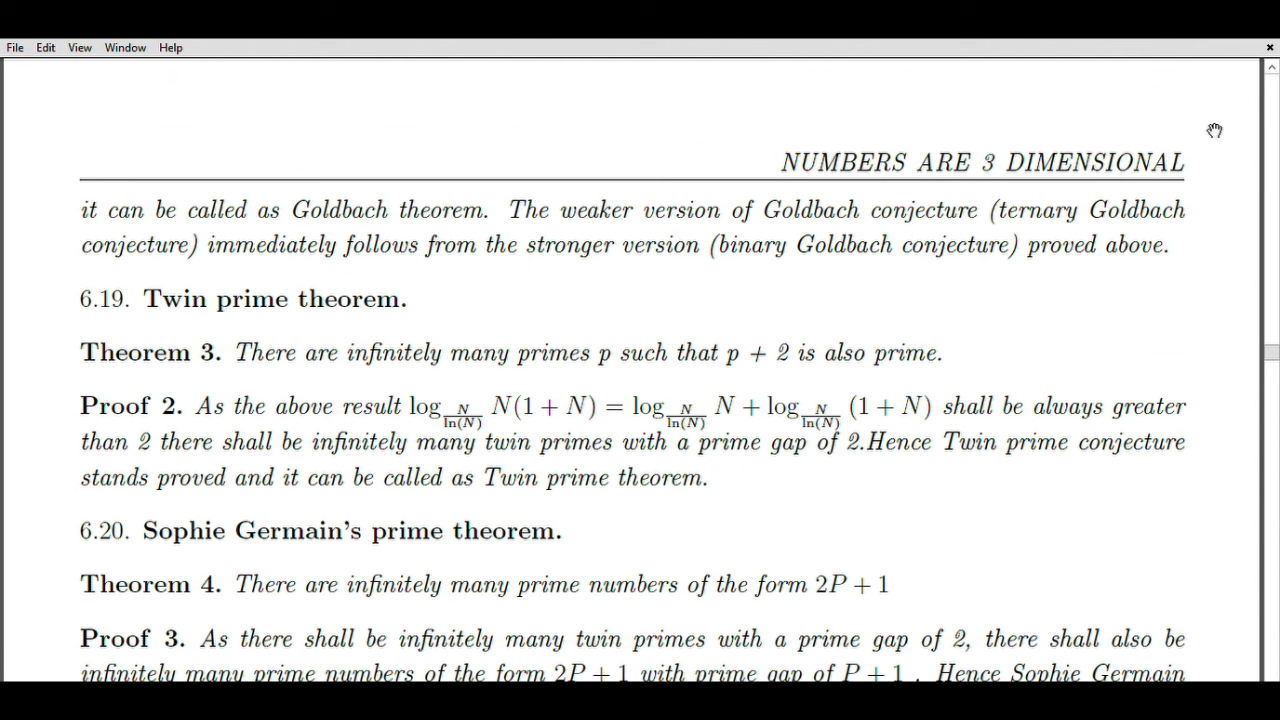 File Edit View Window Help
NUMBERS ARE 3 DIMENSIONAL
it can be called as Goldbach theorem. The weaker version of Goldbach conjecture (ternary Goldbach
conjecture) immediately follows from the stronger version (binary Goldbach conjecture) proved above.
6.19. Twin prime theorem.
Theorem 3. There are infinitely many primes p such that p + 2 is also prime.
Proof 2. As the above result log_{N/ln(N)} N(1 + N) = log_{N/ln(N)} N + log_{N/ln(N)} (1 + N) shall be always greater
than 2 there shall be infinitely many twin primes with a prime gap of 2.Hence Twin prime conjecture
stands proved and it can be called as Twin prime theorem.
6.20. Sophie Germain's prime theorem.
Theorem 4. There are infinitely many prime numbers of the form 2P + 1
Proof 3. As there shall be infinitely many twin primes with a prime gap of 2, there shall also be
infinitely many prime numbers of the form 2P + 1 with prime gap of P + 1 . Hence Sophie Germain